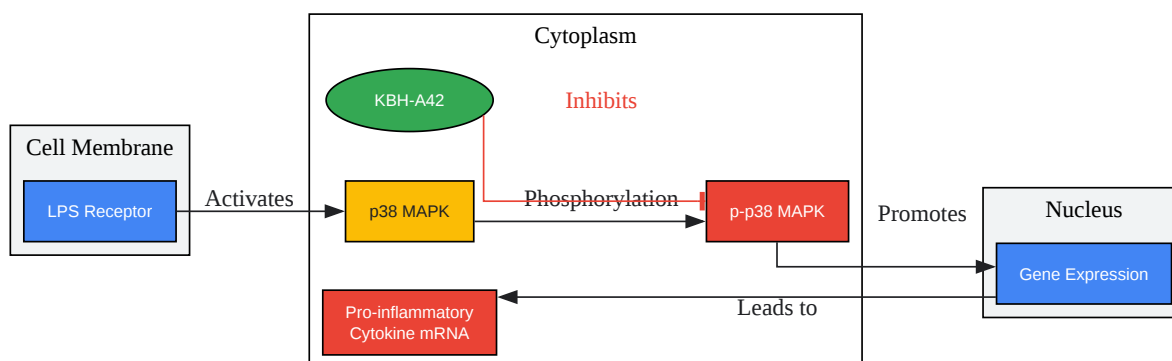 Cytoplasm
KBH-A42
Inhibits
Cell Membrane
LPS Receptor
Activates
p38 MAPK
Phosphorylation
p-p38 MAPK
Promotes
Nucleus
Gene Expression
Leads to
Pro-inflammatory
Cytokine mRNA